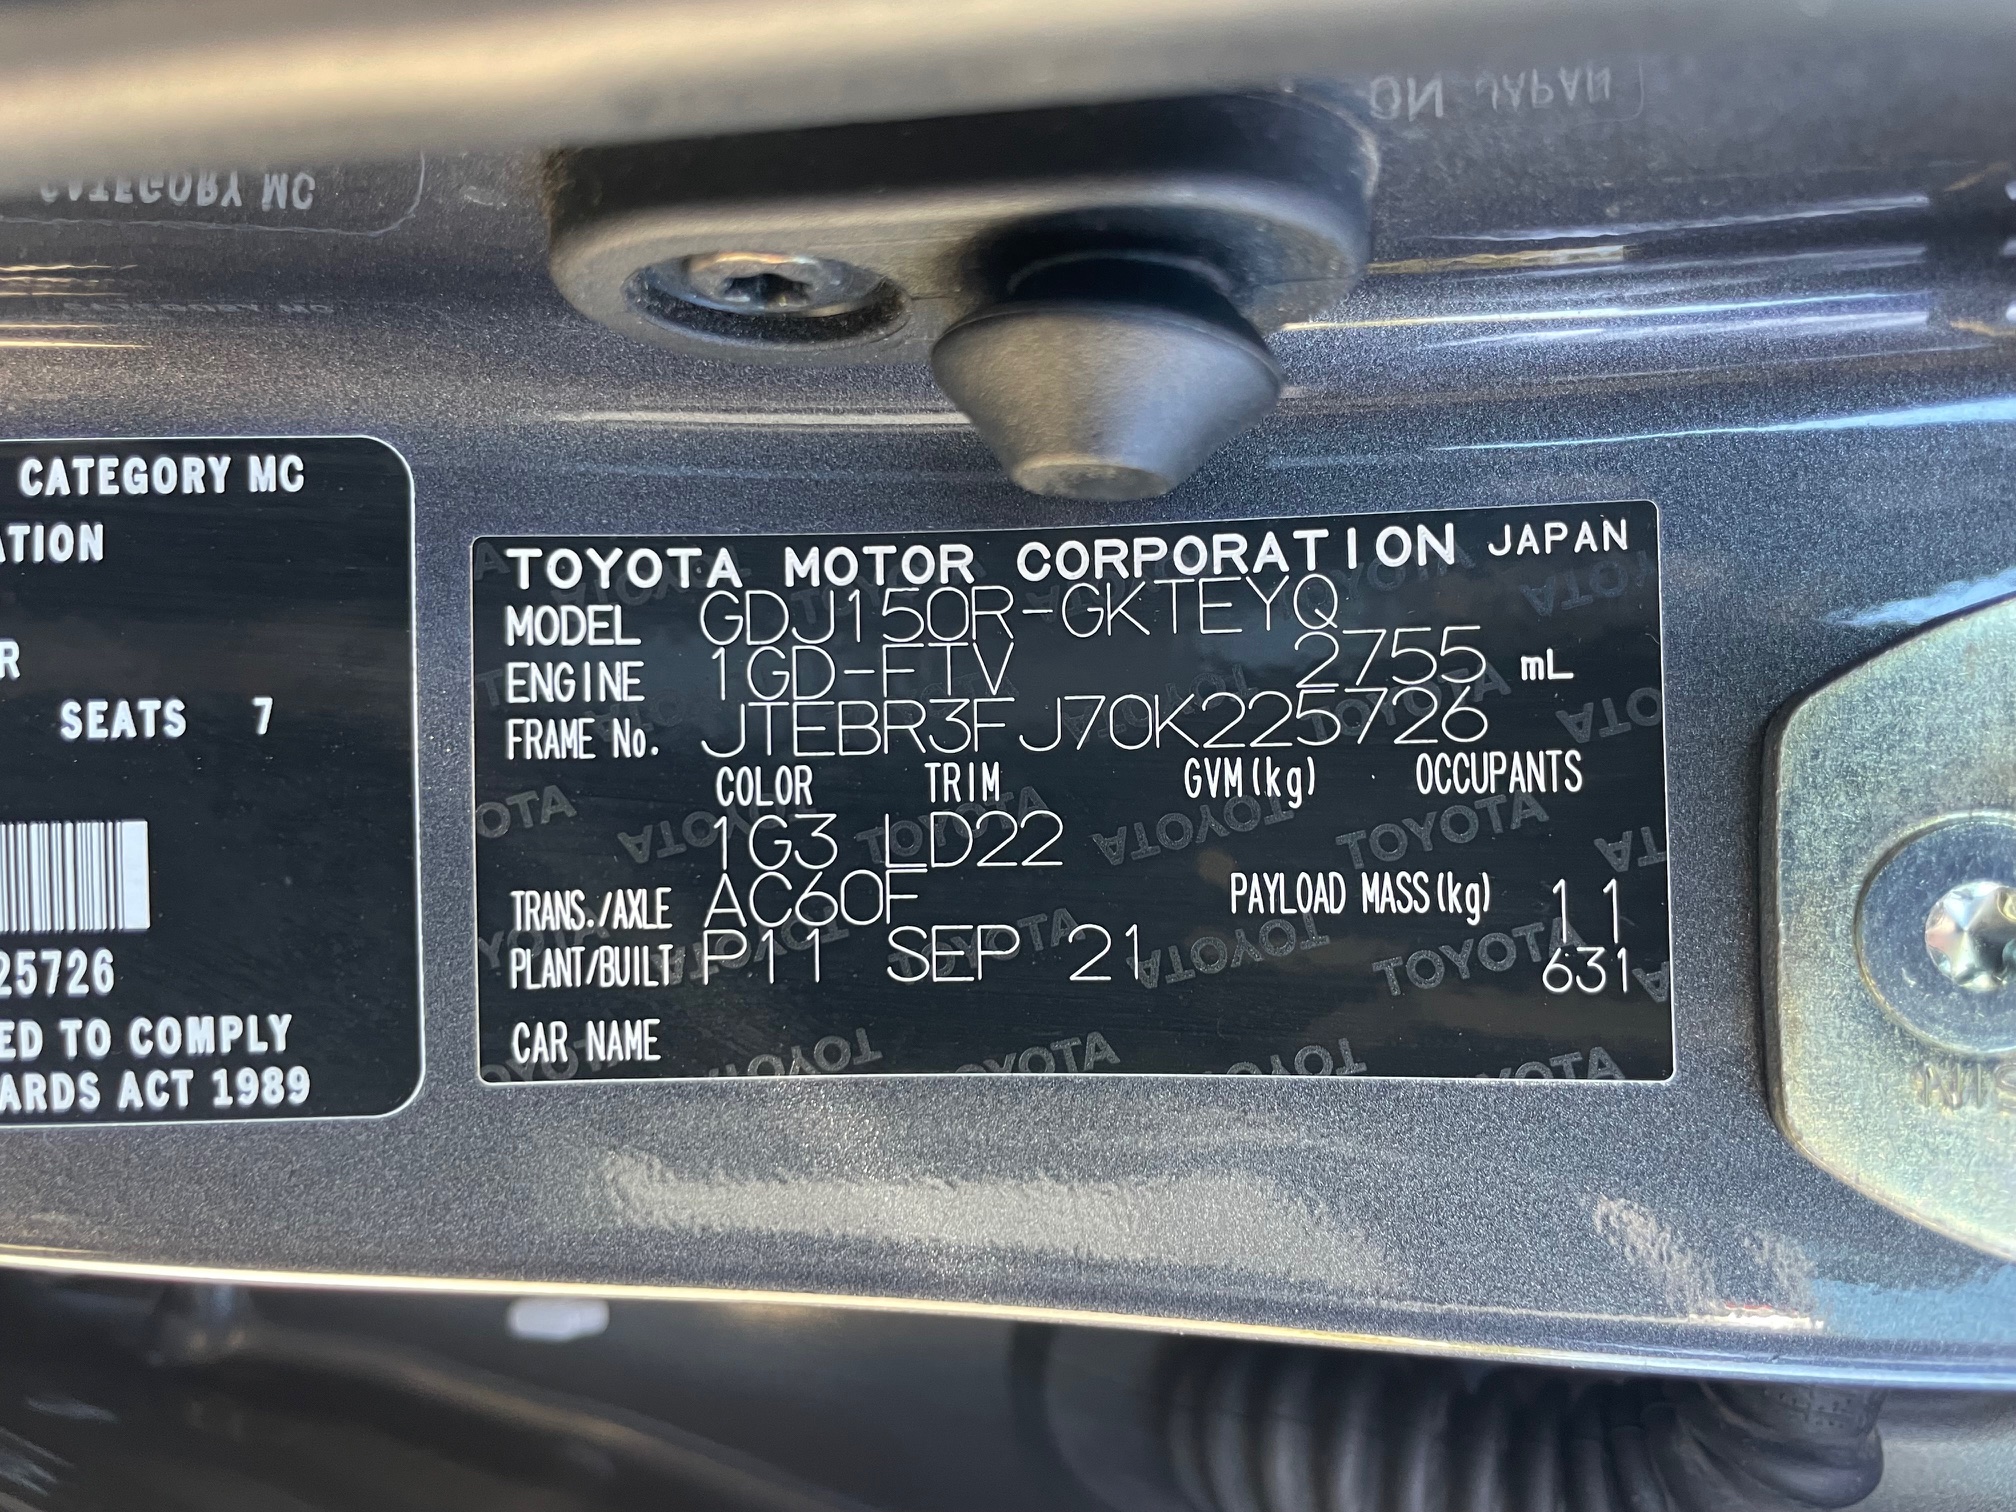 CATEGORY MC
ATION
R
SEATS 7
25726
ED TO COMPLY
ARDS ACT 1989
TOYOTA MOTOR CORPORATION JAPAN
MODEL GDJ150R-GKTEYQ
ENGINE 1GD-FTV 2755 mL
FRAME No. JTEBR3FJ70K225726
COLOR TRIM GVM(kg) OCCUPANTS
1G3 LD22
TRANS./AXLE AC60F PAYLOAD MASS(kg) 11
PLANT/BUILT P11 SEP 21 631
CAR NAME